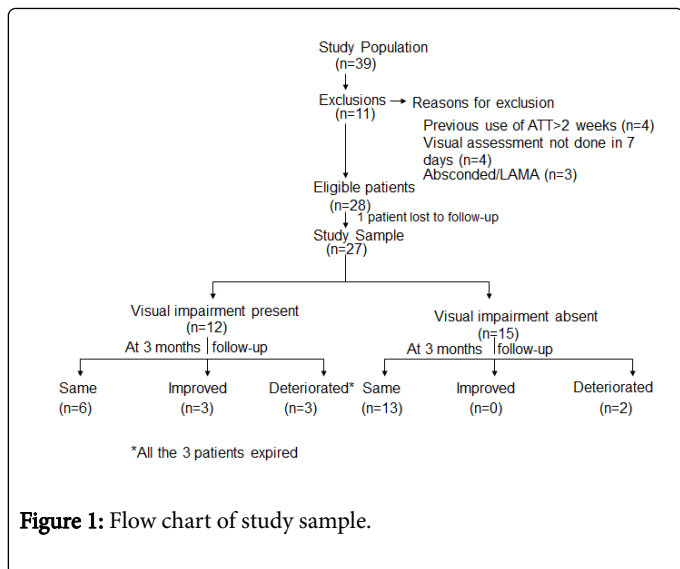 Study Population
(n=39)
Exclusions
(n=11)
Reasons for exclusion
Previous use of ATT>2 weeks (n=4)
Visual assessment not done in 7
days (n=4)
Absconded/LAMA (n=3)
Eligible patients
(n=28)
1 patient lost to follow-up
Study Sample
(n=27)
Visual impairment present
(n=12)
At 3 months follow-up
Same
(n=6)
Improved
(n=3)
Deteriorated*
(n=3)
Visual impairment absent
(n=15)
At 3 months follow-up
Same
(n=13)
Improved
(n=0)
Deteriorated
(n=2)
*All the 3 patients expired
Figure 1: Flow chart of study sample.